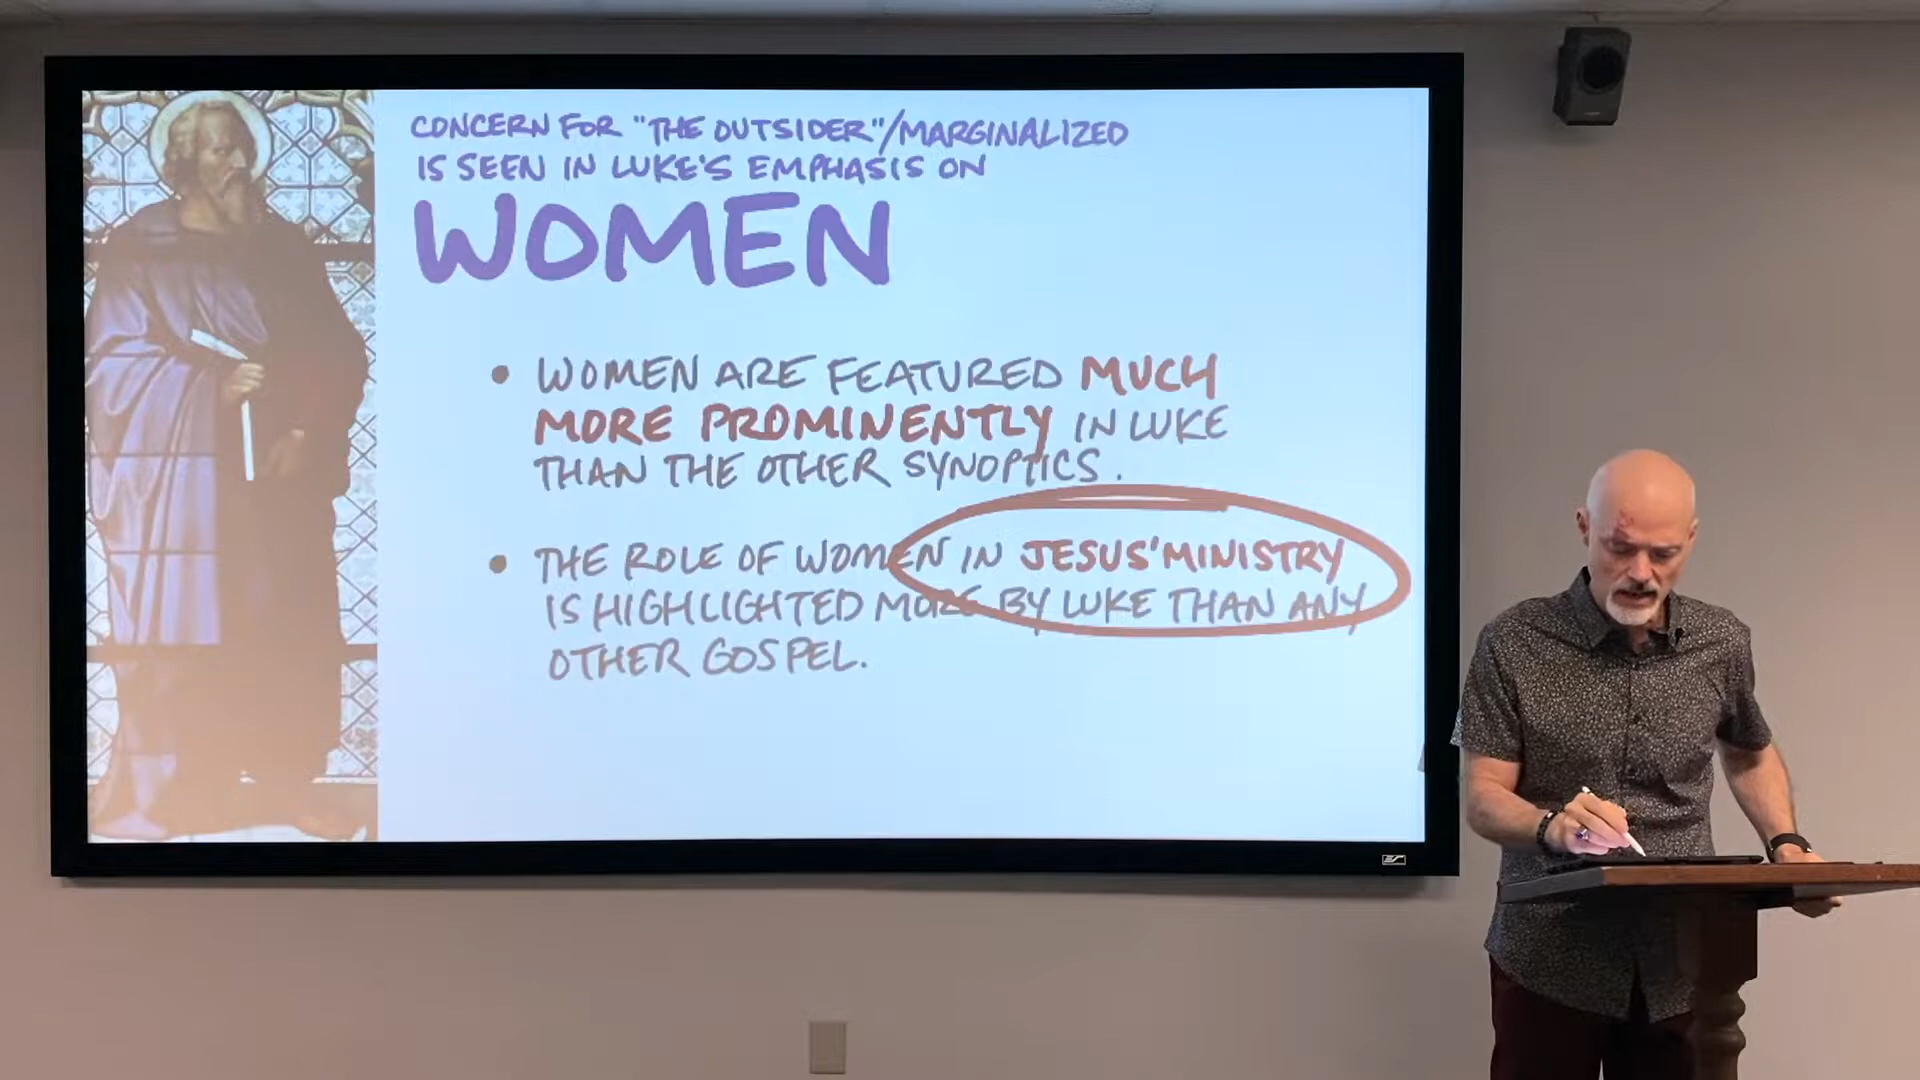 CONCERN FOR "THE OUTSIDER"/MARGINALIZED
IS SEEN IN LUKE'S EMPHASIS ON
WOMEN
• WOMEN ARE FEATURED MUCH
MORE PROMINENTLY IN LUKE
THAN THE OTHER SYNOPTICS.
• THE ROLE OF WOMEN IN JESUS' MINISTRY
IS HIGHLIGHTED MORE BY LUKE THAN ANY
OTHER GOSPEL.